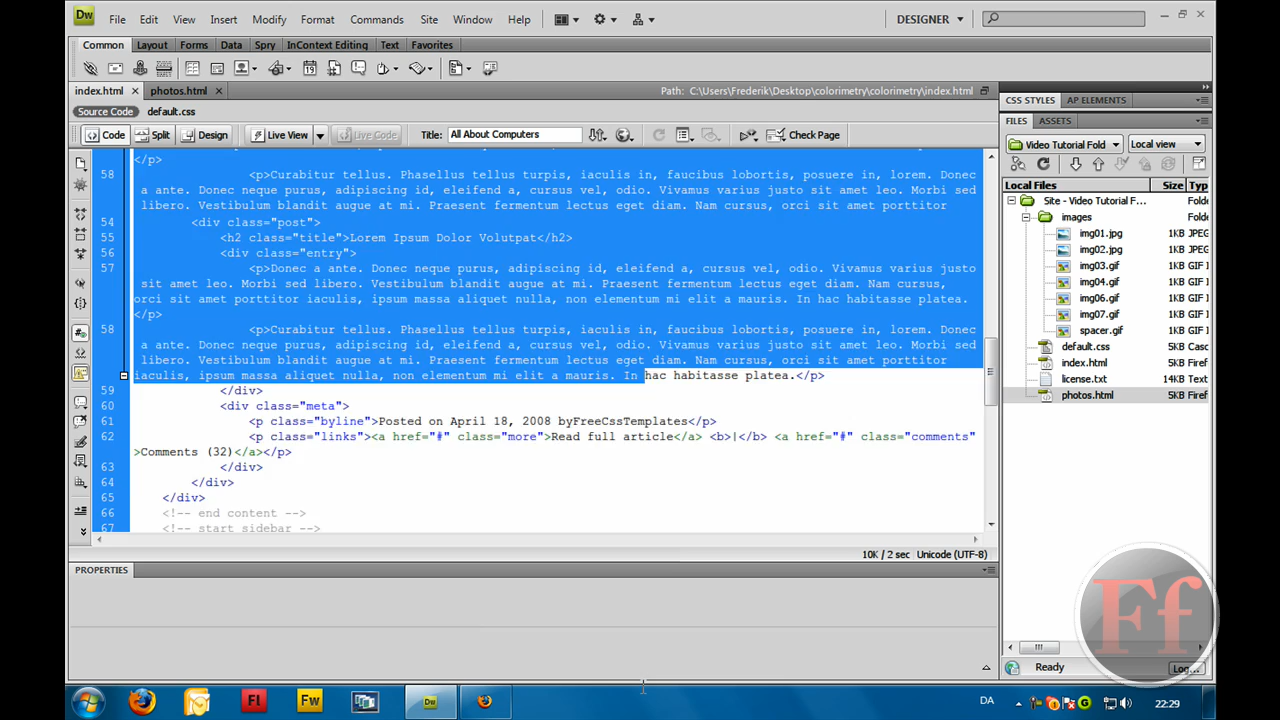 Dw File Edit View Insert Modify Format Commands Site Window Help DESIGNER
Common Layout Forms Data Spry InContext Editing Text Favorites
index.html photos.html Path: C:\Users\Frederik\Desktop\colorimetry\colorimetry\index.html
Source Code default.css
Code Split Design Live View Live Code Title: All About Computers Check Page
</p>
58 <p>Curabitur tellus. Phasellus tellus turpis, iaculis in, faucibus lobortis, posuere in, lorem. Donec
a ante. Donec neque purus, adipiscing id, eleifend a, cursus vel, odio. Vivamus varius justo sit amet leo. Morbi sed
libero. Vestibulum blandit augue at mi. Praesent fermentum lectus eget diam. Nam cursus, orci sit amet porttitor
54 <div class="post">
55 <h2 class="title">Lorem Ipsum Dolor Volutpat</h2>
56 <div class="entry">
57 <p>Donec a ante. Donec neque purus, adipiscing id, eleifend a, cursus vel, odio. Vivamus varius justo
sit amet leo. Morbi sed libero. Vestibulum blandit augue at mi. Praesent fermentum lectus eget diam. Nam cursus,
orci sit amet porttitor iaculis, ipsum massa aliquet nulla, non elementum mi elit a mauris. In hac habitasse platea.
</p>
58 <p>Curabitur tellus. Phasellus tellus turpis, iaculis in, faucibus lobortis, posuere in, lorem. Donec
a ante. Donec neque purus, adipiscing id, eleifend a, cursus vel, odio. Vivamus varius justo sit amet leo. Morbi sed
libero. Vestibulum blandit augue at mi. Praesent fermentum lectus eget diam. Nam cursus, orci sit amet porttitor
iaculis, ipsum massa aliquet nulla, non elementum mi elit a mauris. In hac habitasse platea.</p>
59 </div>
60 <div class="meta">
61 <p class="byline">Posted on April 18, 2008 byFreeCssTemplates</p>
62 <p class="links"><a href="#" class="more">Read full article</a> <b>|</b> <a href="#" class="comments"
>Comments (32)</a></p>
63 </div>
64 </div>
65 </div>
66 <!-- end content -->
67 <!-- start sidebar -->
10K / 2 sec Unicode (UTF-8)
PROPERTIES
CSS STYLES AP ELEMENTS
FILES ASSETS
Video Tutorial Fold Local view
Local Files Size Typ
Site - Video Tutorial F... Folde
images Folde
img01.jpg 1KB JPEG
img02.jpg 1KB JPEG
img03.gif 1KB GIF I
img04.gif 1KB GIF I
img06.gif 1KB GIF I
img07.gif 1KB GIF I
spacer.gif 1KB GIF I
default.css 5KB Casc
index.html 5KB Firef
license.txt 14KB Text
photos.html 5KB Firef
Ff
Ready Log...
Fl Fw Dw DA 22:29